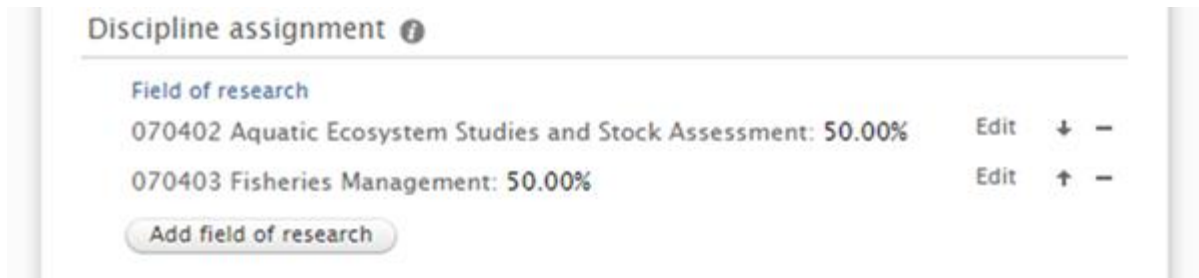 Discipline assignment
Field of research
070402 Aquatic Ecosystem Studies and Stock Assessment: 50.00% Edit
070403 Fisheries Management: 50.00% Edit
Add field of research